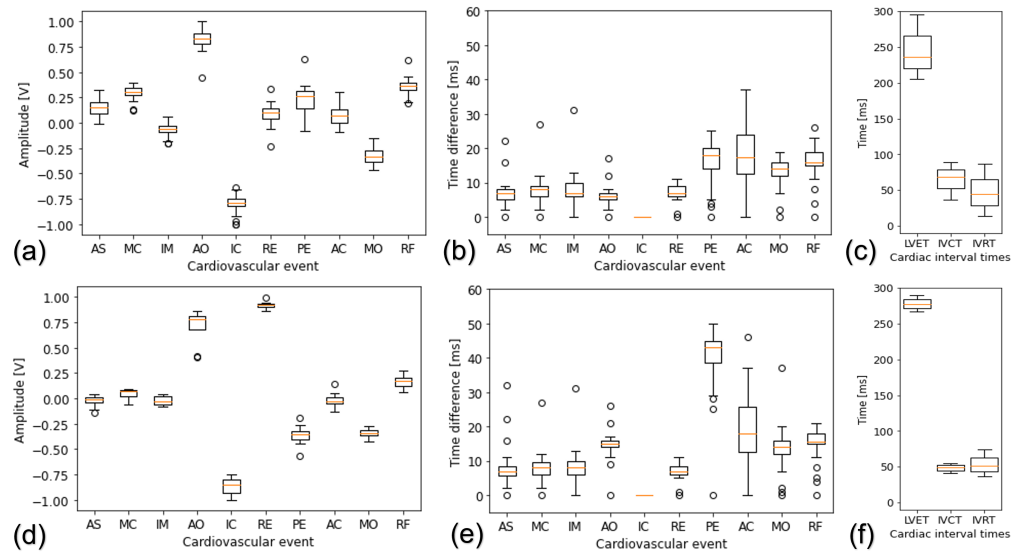 1.00
0.75
0.50
0.25
0.00
−0.25
−0.50
−0.75
−1.00
Amplitude [V]
AS MC IM AO IC RE PE AC MO RF
Cardiovascular event
(a)
60
50
40
30
20
10
0
Time difference [ms]
AS MC IM AO IC RE PE AC MO RF
Cardiovascular event
(b)
300
250
200
150
100
50
0
Time [ms]
LVET IVCT IVRT
Cardiac interval times
(c)
1.00
0.75
0.50
0.25
0.00
−0.25
−0.50
−0.75
−1.00
Amplitude [V]
AS MC IM AO IC RE PE AC MO RF
Cardiovascular event
(d)
60
50
40
30
20
10
0
Time difference [ms]
AS MC IM AO IC RE PE AC MO RF
Cardiovascular event
(e)
300
250
200
150
100
50
0
Time [ms]
LVET IVCT IVRT
Cardiac interval times
(f)